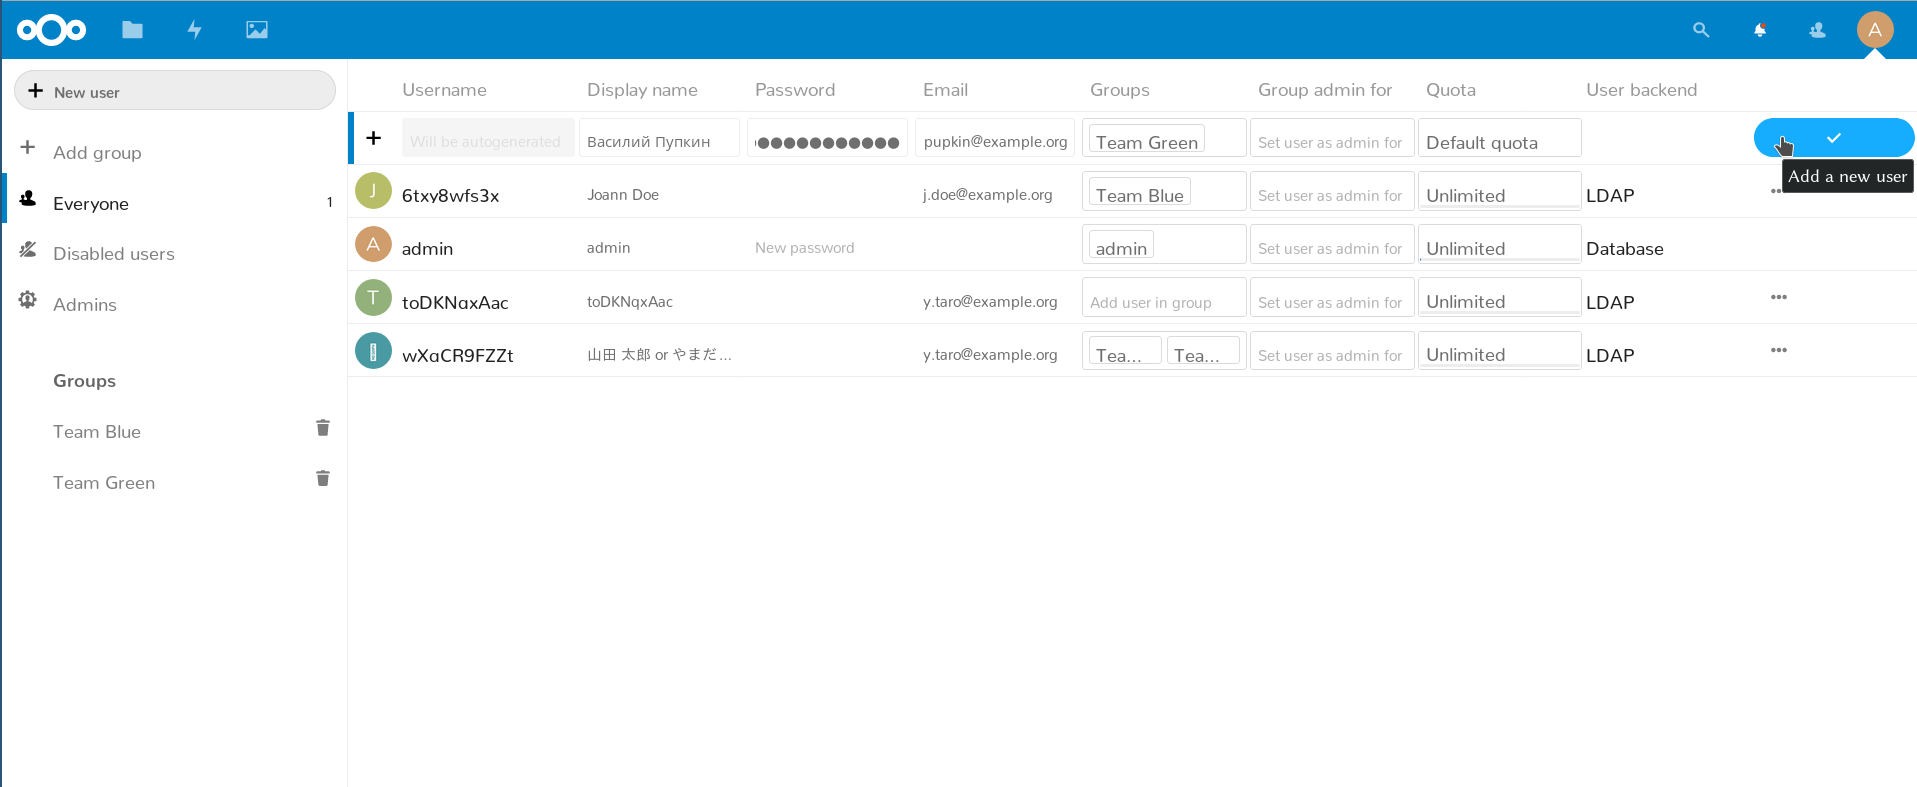 A
New user
Username Display name Password Email Groups Group admin for Quota User backend
Will be autogenerated Василий Пупкин ●●●●●●●●●●●● pupkin@example.org Team Green Set user as admin for Default quota
Add a new user
Add group
J 6txy8wfs3x Joann Doe j.doe@example.org Team Blue Set user as admin for Unlimited LDAP
Everyone 1
A admin admin New password admin Set user as admin for Unlimited Database
Disabled users
T toDKNqxAac toDKNqxAac y.taro@example.org Add user in group Set user as admin for Unlimited LDAP
Admins
wXaCR9FZZt 山田 太郎 or やまだ… y.taro@example.org Tea... Tea... Set user as admin for Unlimited LDAP
Groups
Team Blue
Team Green